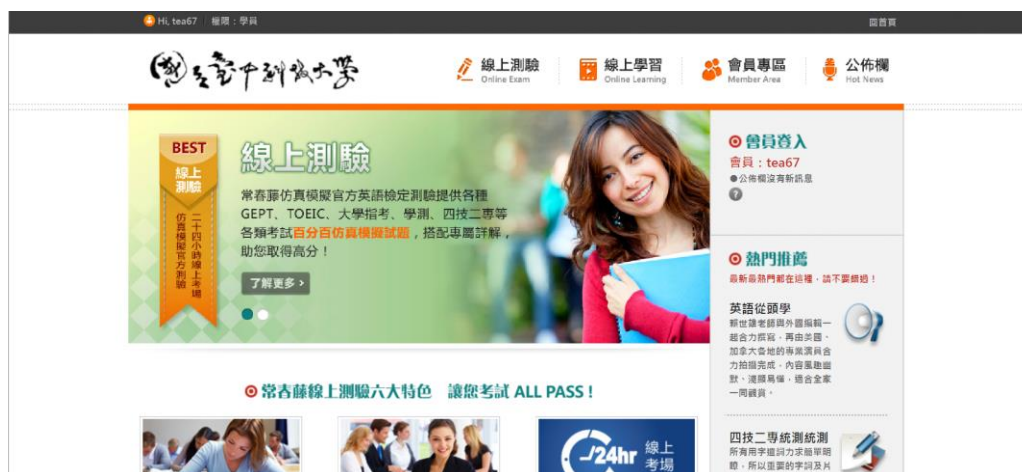 Hi, tea67 權限：學員
回首頁
國立臺中科技大學
線上測驗
Online Exam
線上學習
Online Learning
會員專區
Member Area
公佈欄
Hot News
BEST
線上
測驗
二十四小時線上考場
仿真模擬官方測驗
線上測驗
常春藤仿真模擬官方英語檢定測驗提供各種
GEPT、TOEIC、大學指考、學測、四技二專等
各類考試百分百仿真模擬試題，搭配專屬詳解，
助您取得高分！
了解更多 ›
會員登入
會員：tea67
●公佈欄沒有新訊息
?
熱門推薦
最新最熱門都在這種，請不要錯過！
英語從頭學
賴世雄老師與外國編輯一
起合力撰寫，再由美國、
加拿大各地的專業演員合
力拍攝完成，內容風趣幽
默、淺顯易懂，適合全家
一同觀賞。
常春藤線上測驗六大特色 讓您考試 ALL PASS！
24hr 線上
考場
四技二專統測統測
所有用字遣詞力求簡單明
瞭，所以重要的字詞及片